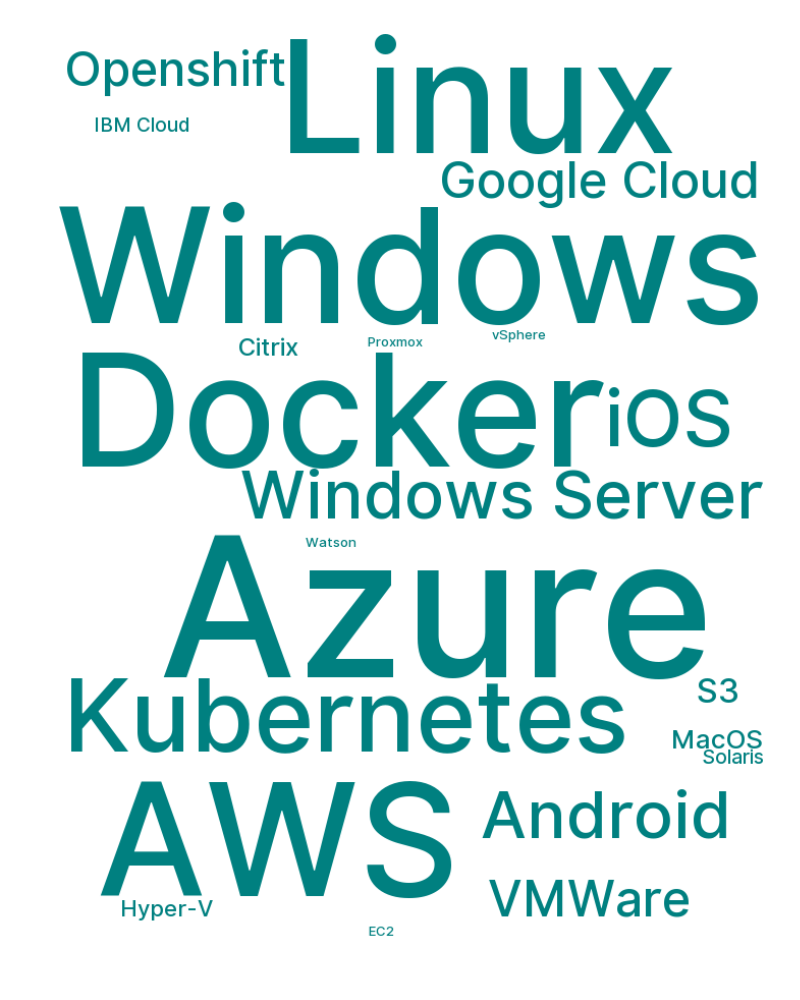 Openshift
Linux
IBM Cloud
Google Cloud
Windows
Citrix
Proxmox
vSphere
Docker
iOS
Windows Server
Watson
Azure
Kubernetes
S3
MacOS
Solaris
AWS
Android
Hyper-V
VMWare
EC2